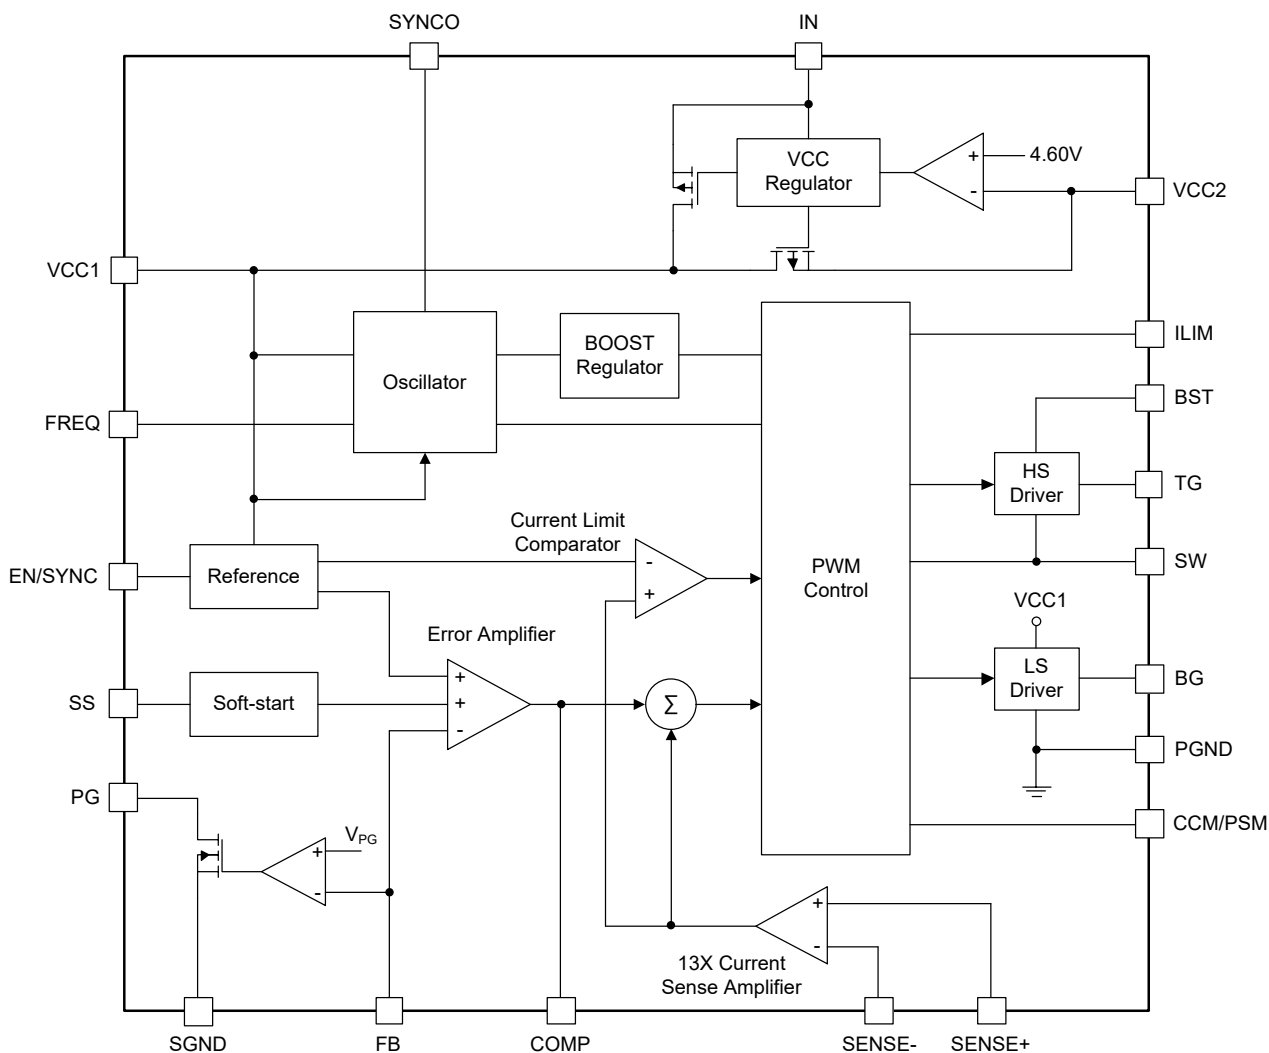 SYNCO
IN
VCC
Regulator
+
4.60V
-
VCC2
VCC1
ILIM
BOOST
Regulator
Oscillator
BST
FREQ
HS
Driver
TG
Current Limit
Comparator
EN/SYNC
Reference
-
+
PWM
Control
SW
VCC1
Error Amplifier
LS
Driver
BG
SS
Soft-start
+
+
-
Σ
PGND
PG
VPG
+
-
CCM/PSM
+
-
13X Current
Sense Amplifier
SGND
FB
COMP
SENSE-
SENSE+